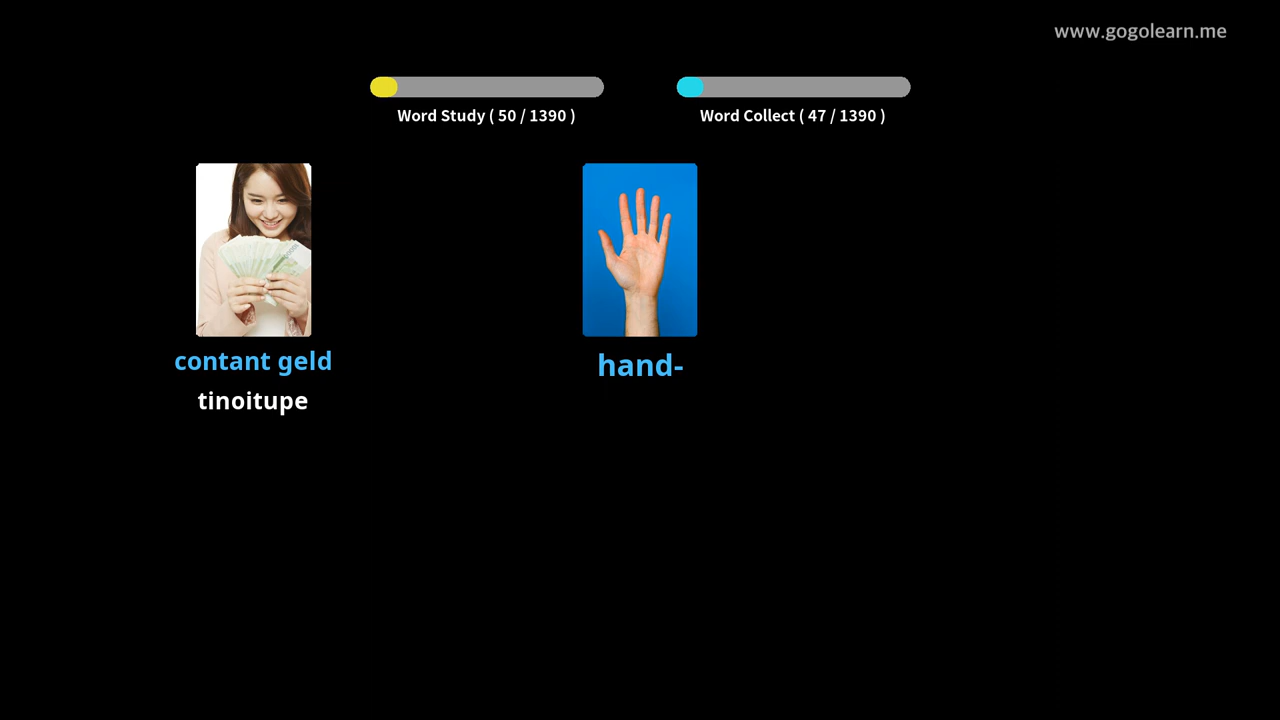 www.gogolearn.me
Word Study ( 50 / 1390 )
Word Collect ( 47 / 1390 )
contant geld
tinoitupe
hand-